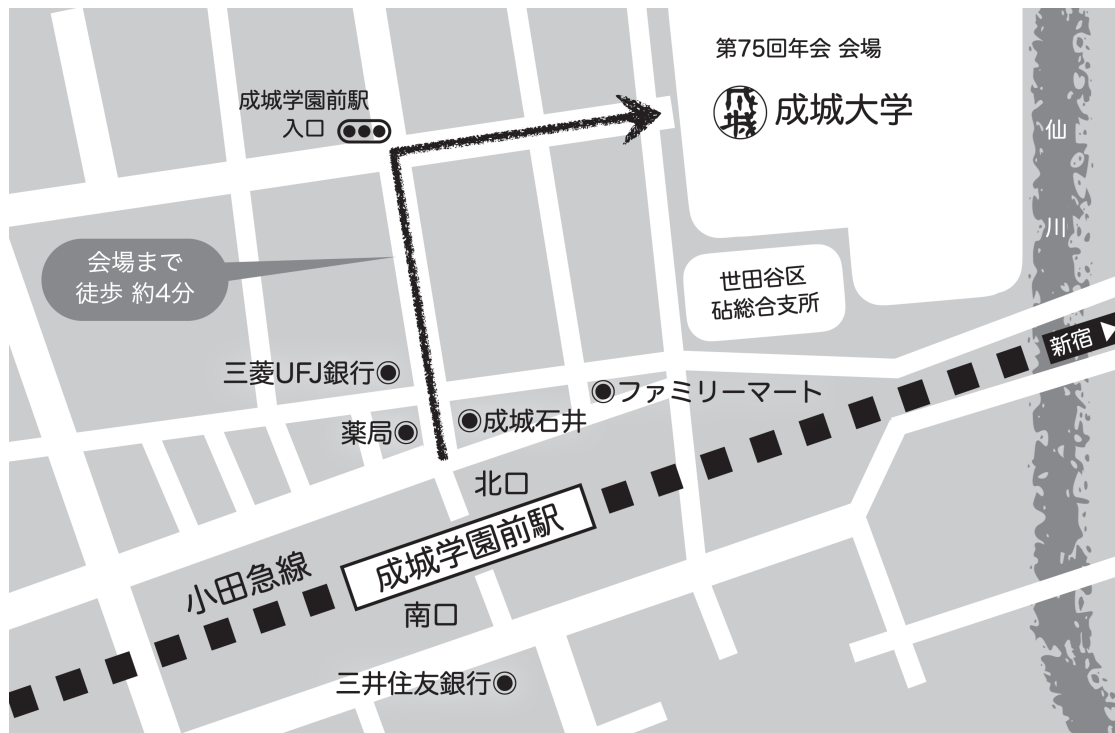 第75回年会 会場
成城
成城大学
成城学園前駅
入口
仙
川
会場まで
徒歩 約4分
世田谷区
砧総合支所
新宿▶
三菱UFJ銀行◉
◉ファミリーマート
薬局◉
◉成城石井
北口
成城学園前駅
小田急線
南口
三井住友銀行◉